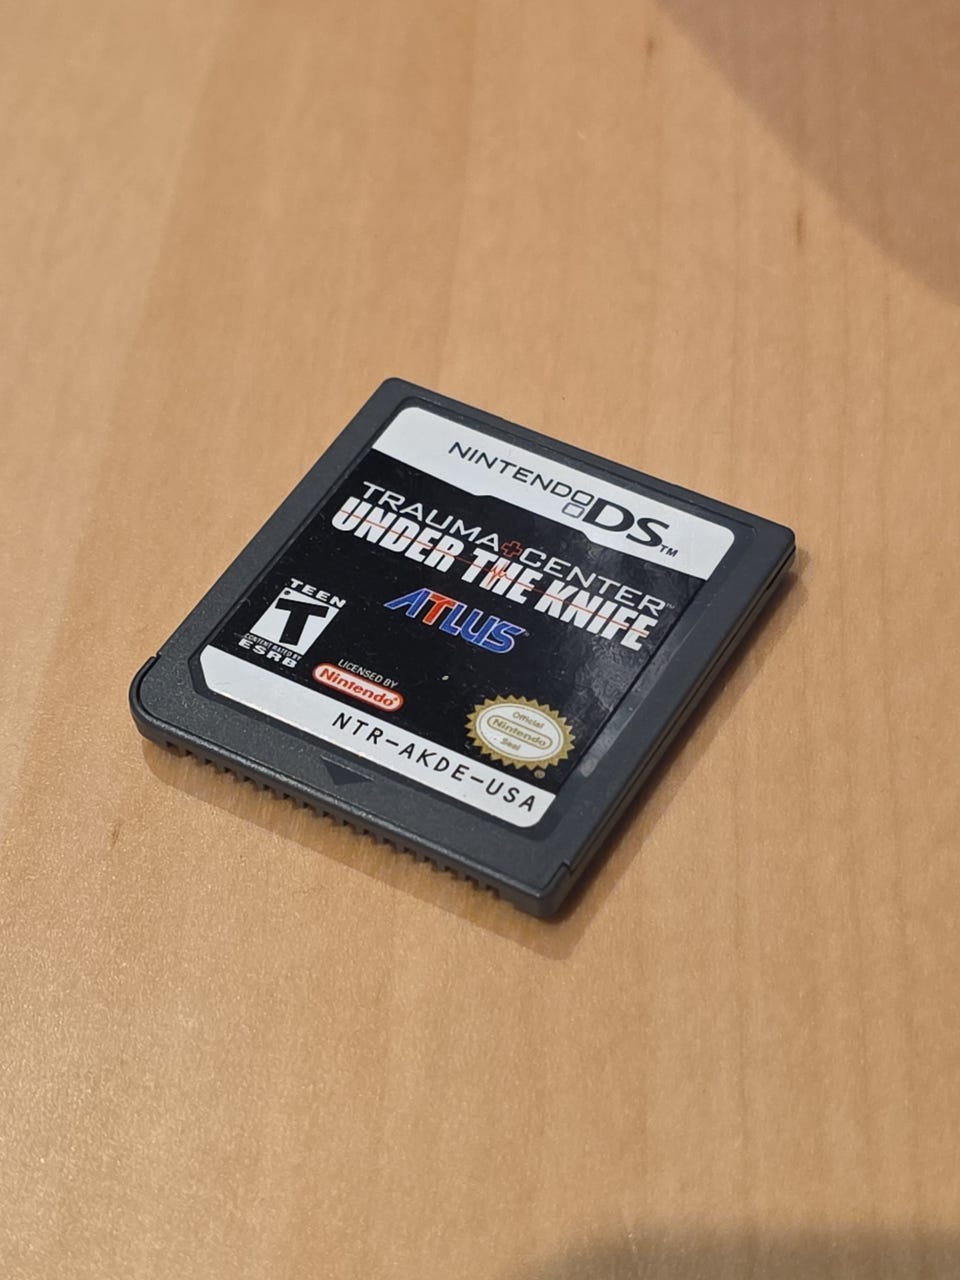 NINTENDO DS™
TRAUMA CENTER™
UNDER THE KNIFE
ATLUS®
TEEN
T
CONTENT RATED BY
ESRB
LICENSED BY
Nintendo®
Official
Nintendo
Seal
®
NTR-AKDE-USA